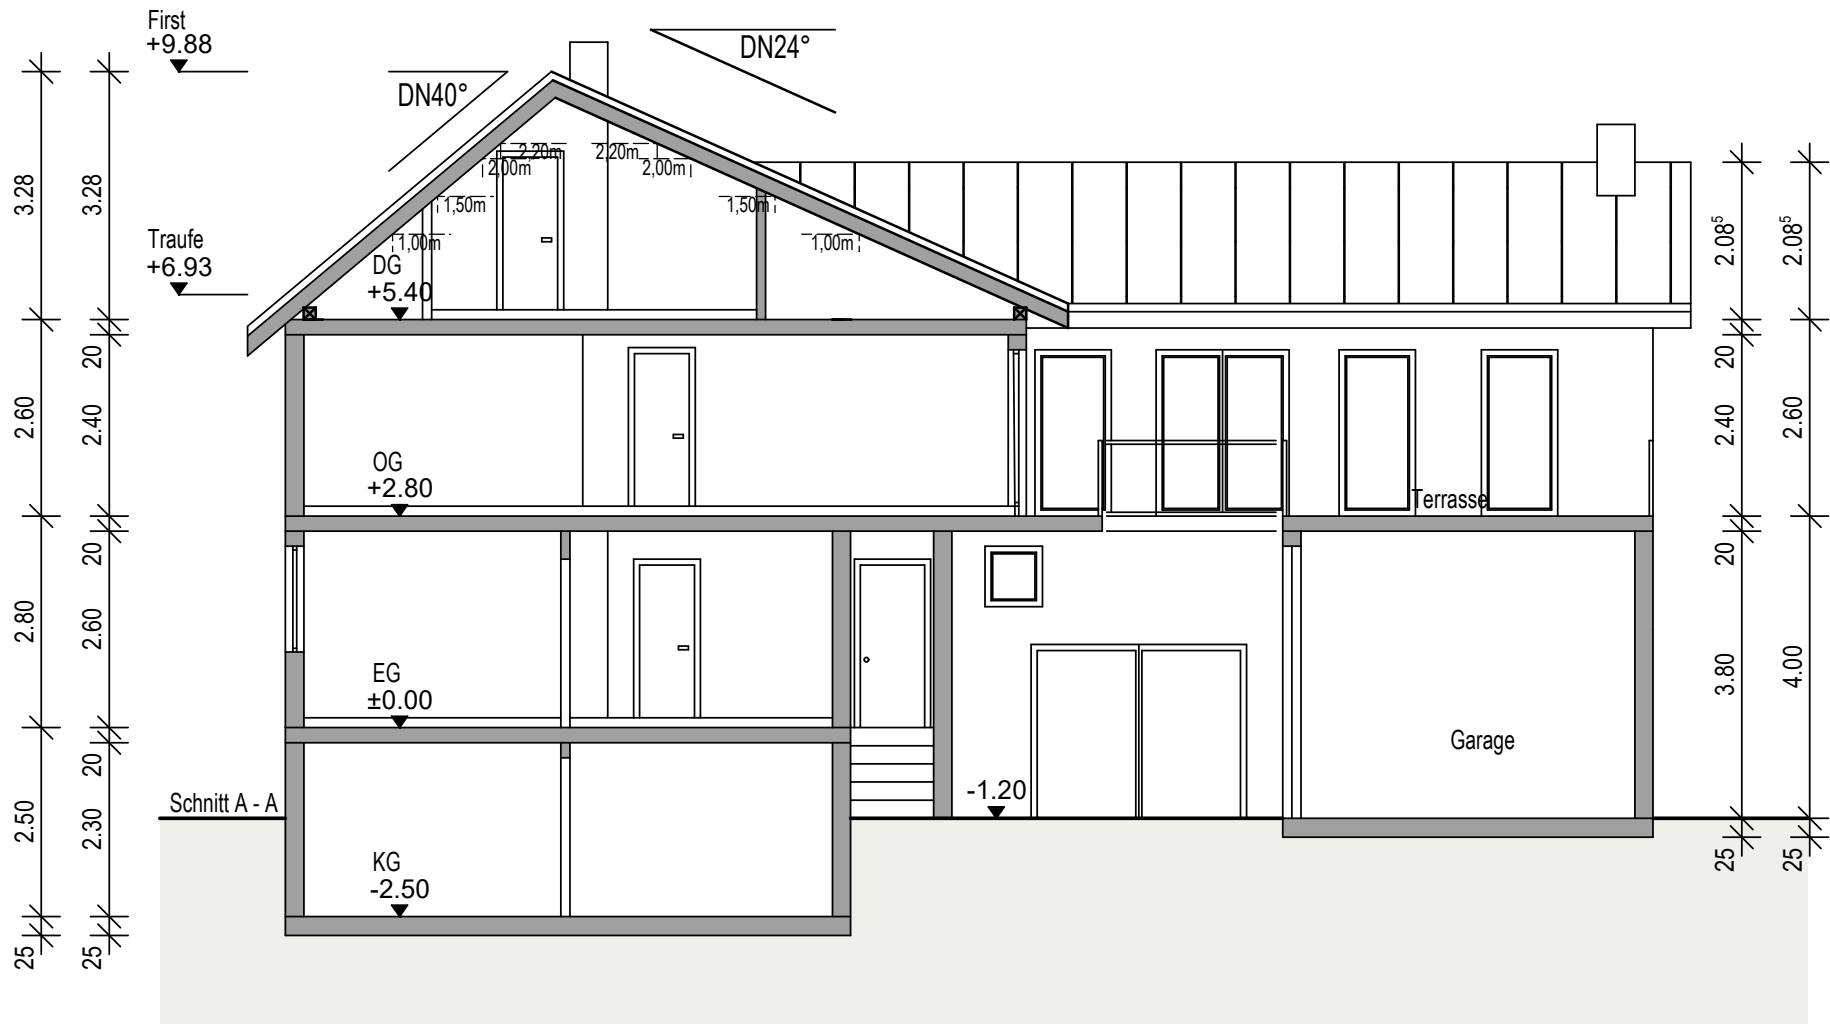 First
+9.88
DN40°
DN24°
2,20m
2,20m
2,00m
2,00m
1,50m
1,50m
1,00m
1,00m
Traufe
+6.93
DG
+5.40
OG
+2.80
Terrasse
EG
±0.00
Garage
-1.20
Schnitt A - A
KG
-2.50
3.28
2.60
2.80
2.50
25
3.28
20
2.40
20
2.60
20
2.30
25
2.08⁵
20
2.40
20
3.80
25
2.08⁵
2.60
4.00
25